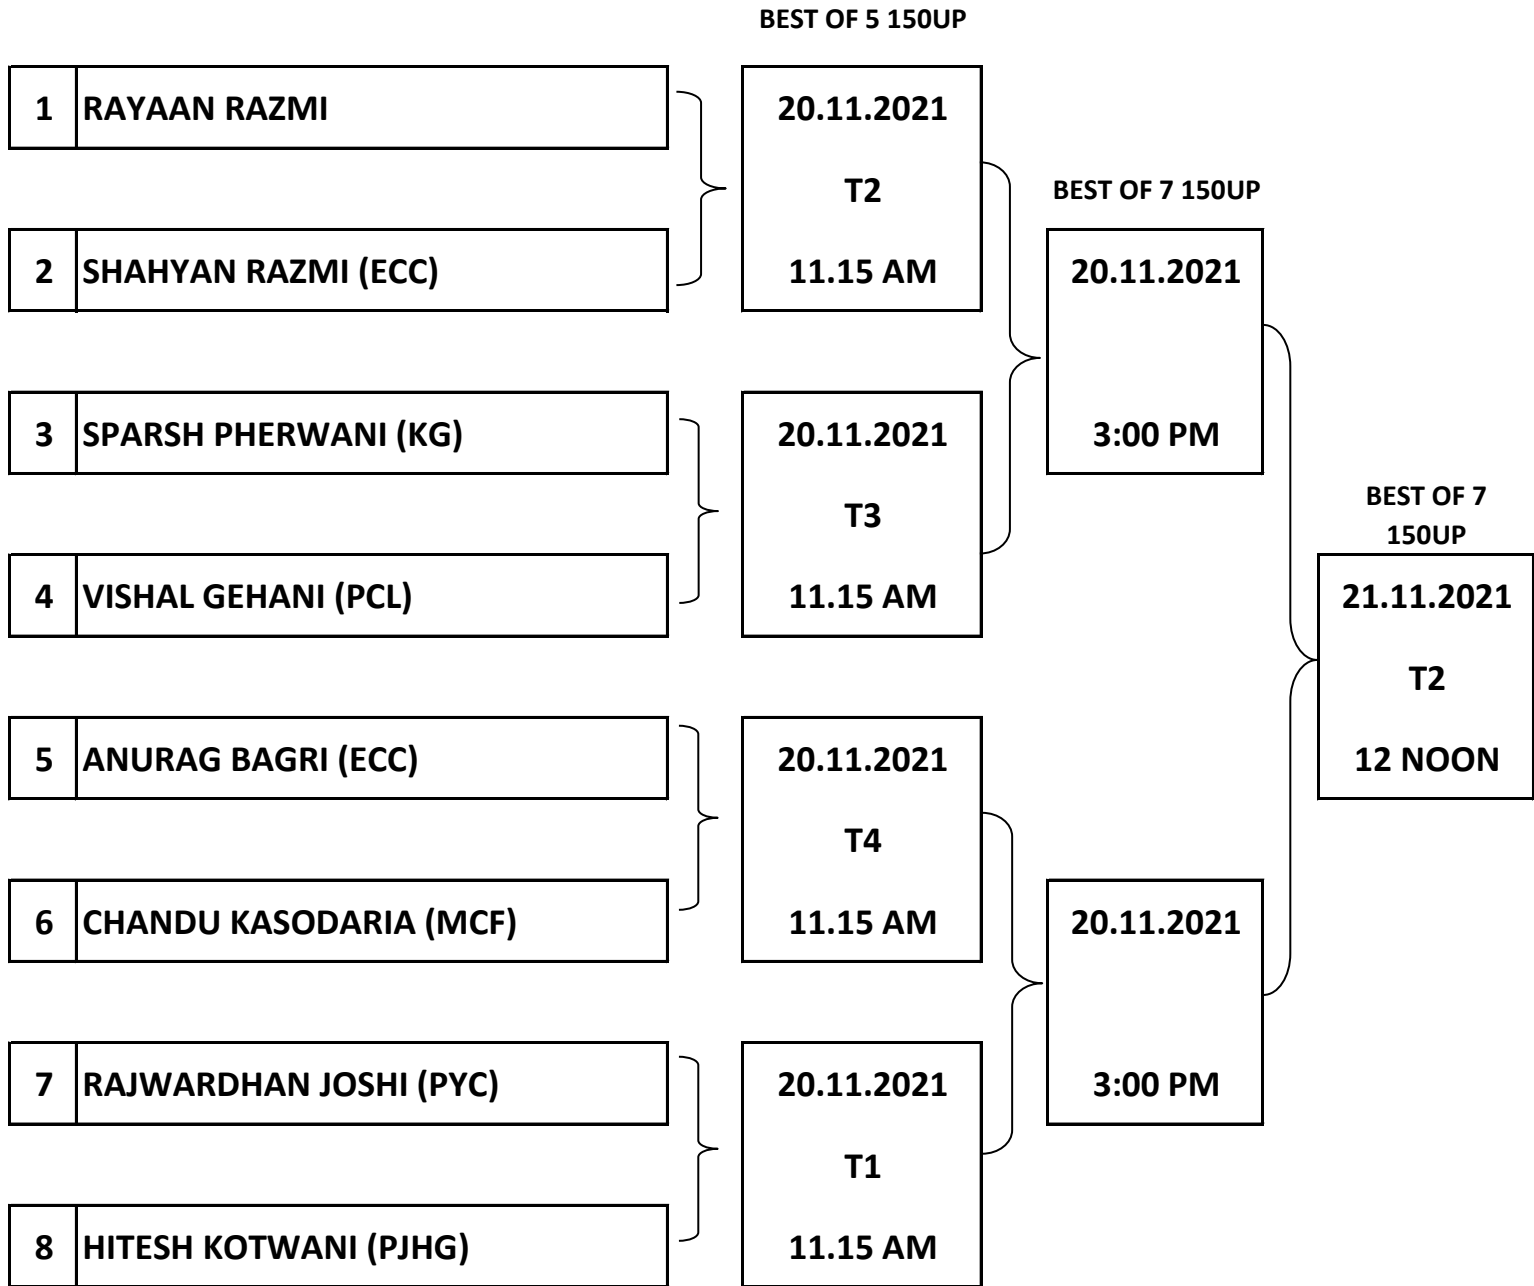 BEST OF 5 150UP
1 RAYAAN RAZMI
20.11.2021
T2
BEST OF 7 150UP
2 SHAHYAN RAZMI (ECC)
11.15 AM
20.11.2021
3 SPARSH PHERWANI (KG)
20.11.2021
3:00 PM
T3
BEST OF 7
150UP
4 VISHAL GEHANI (PCL)
11.15 AM
21.11.2021
T2
5 ANURAG BAGRI (ECC)
20.11.2021
12 NOON
T4
6 CHANDU KASODARIA (MCF)
11.15 AM
20.11.2021
7 RAJWARDHAN JOSHI (PYC)
20.11.2021
3:00 PM
T1
8 HITESH KOTWANI (PJHG)
11.15 AM